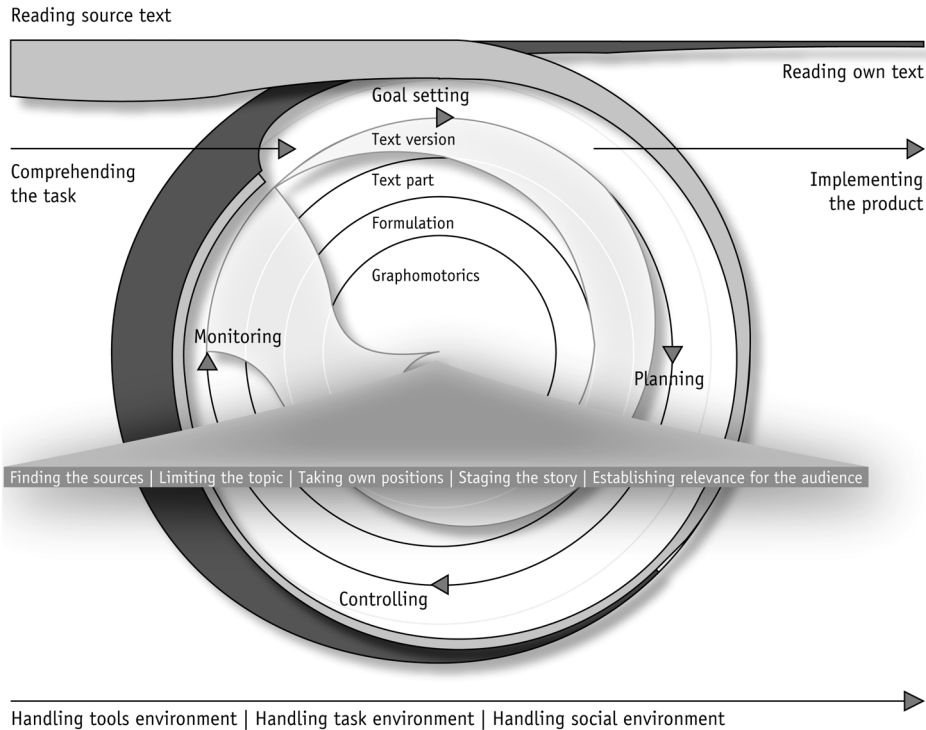 Reading source text
Reading own text
Goal setting
Text version
Comprehending
the task
Implementing
the product
Text part
Formulation
Graphomotorics
Monitoring
Planning
Finding the sources | Limiting the topic | Taking own positions | Staging the story | Establishing relevance for the audience
Controlling
Handling tools environment | Handling task environment | Handling social environment